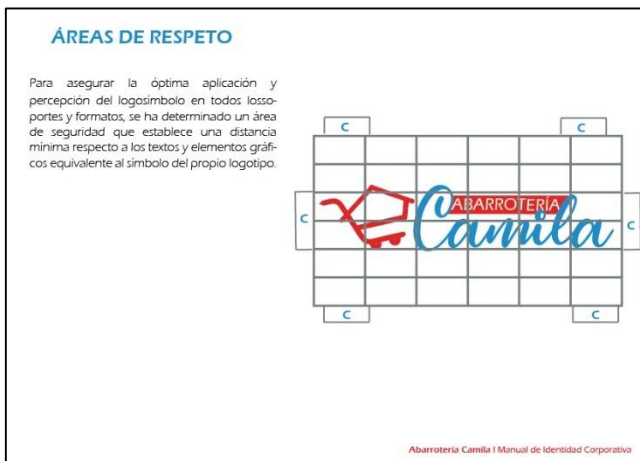 ÁREAS DE RESPETO
Para asegurar la óptima aplicación y
percepción del logosímbolo en todos losso-
portes y formatos, se ha determinado un área
de seguridad que establece una distancia
mínima respecto a los textos y elementos gráfi-
cos equivalente al símbolo del propio logotipo.
C
C
C
ABARROTERÍA
Camila
C
C
C
Abarrotería Camila I Manual de Identidad Corporativa